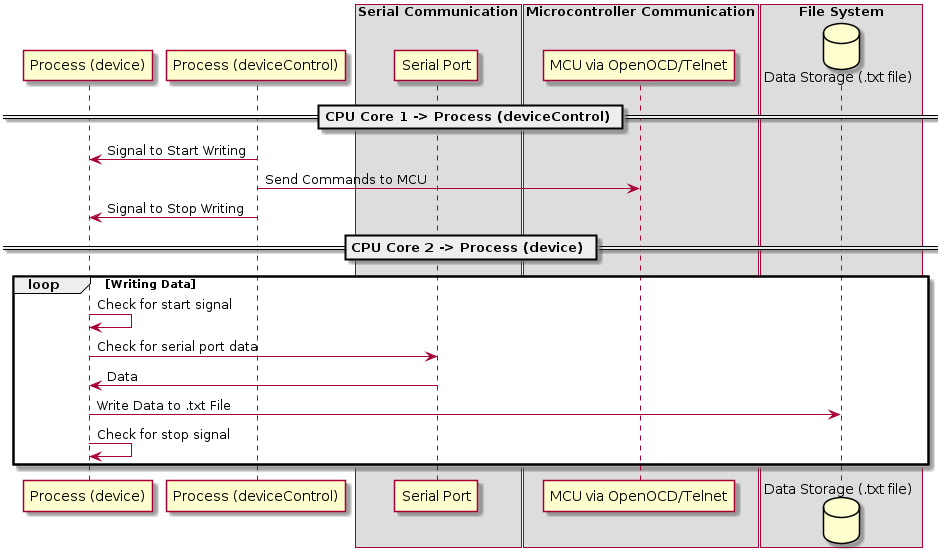 Serial Communication
Microcontroller Communication
File System
Process (device)
Process (deviceControl)
Serial Port
MCU via OpenOCD/Telnet
Data Storage (.txt file)
CPU Core 1 -> Process (deviceControl)
Signal to Start Writing
Send Commands to MCU
Signal to Stop Writing
CPU Core 2 -> Process (device)
loop
[Writing Data]
Check for start signal
Check for serial port data
Data
Write Data to .txt File
Check for stop signal
Process (device)
Process (deviceControl)
Serial Port
MCU via OpenOCD/Telnet
Data Storage (.txt file)